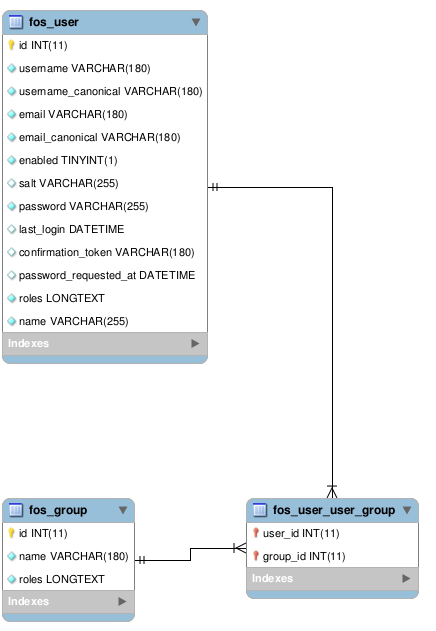 fos_user
id INT(11)
username VARCHAR(180)
username_canonical VARCHAR(180)
email VARCHAR(180)
email_canonical VARCHAR(180)
enabled TINYINT(1)
salt VARCHAR(255)
password VARCHAR(255)
last_login DATETIME
confirmation_token VARCHAR(180)
password_requested_at DATETIME
roles LONGTEXT
name VARCHAR(255)
Indexes
fos_group
id INT(11)
name VARCHAR(180)
roles LONGTEXT
Indexes
fos_user_user_group
user_id INT(11)
group_id INT(11)
Indexes